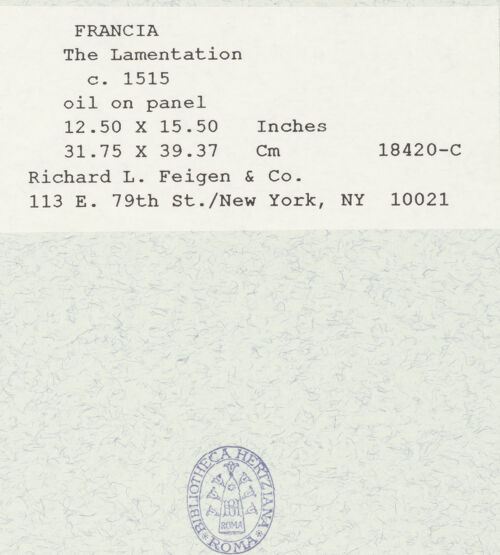 FRANCIA
The Lamentation
c. 1515
oil on panel
12.50 X 15.50 Inches
31.75 X 39.37 Cm 18420-C
Richard L. Feigen & Co.
113 E. 79th St./New York, NY 10021
BIBLIOTHECA HERTZIANA
ROMA
*ROMA*